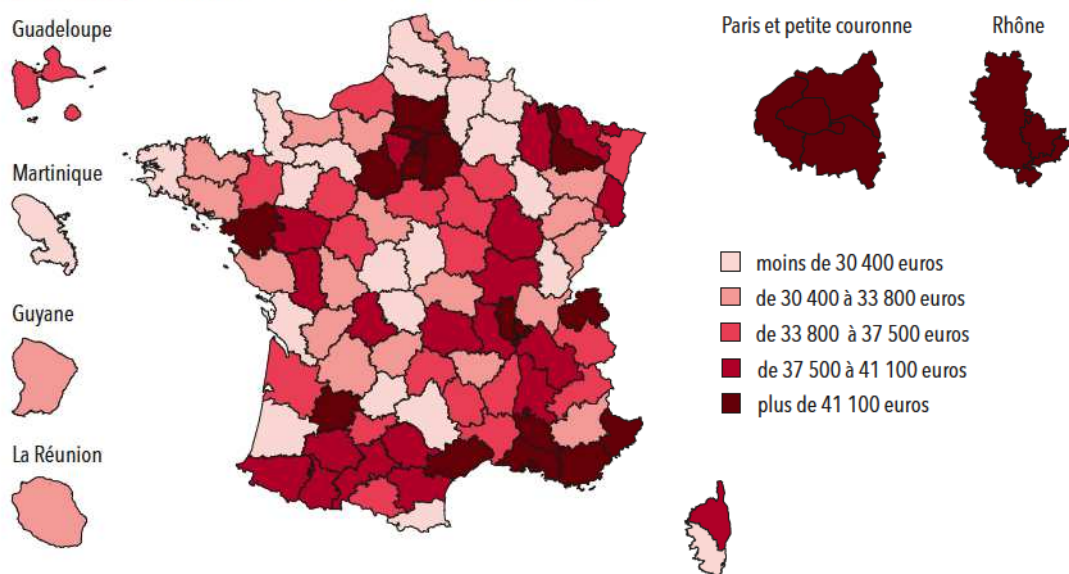 Guadeloupe
Martinique
Guyane
La Réunion
Paris et petite couronne
Rhône
moins de 30 400 euros
de 30 400 à 33 800 euros
de 33 800 à 37 500 euros
de 37 500 à 41 100 euros
plus de 41 100 euros